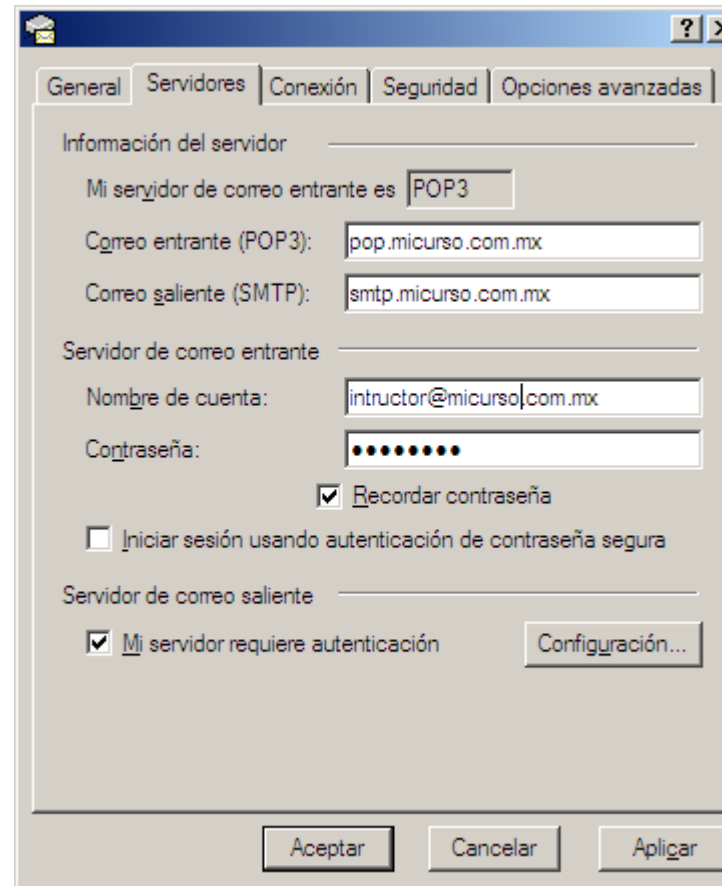 General Servidores Conexión Seguridad Opciones avanzadas
Información del servidor
Mi servidor de correo entrante es POP3
Correo entrante (POP3): pop.micurso.com.mx
Correo saliente (SMTP): smtp.micurso.com.mx
Servidor de correo entrante
Nombre de cuenta: intructor@micurso.com.mx
Contraseña: ••••••••
Recordar contraseña
Iniciar sesión usando autenticación de contraseña segura
Servidor de correo saliente
Mi servidor requiere autenticación Configuración...
Aceptar Cancelar Aplicar